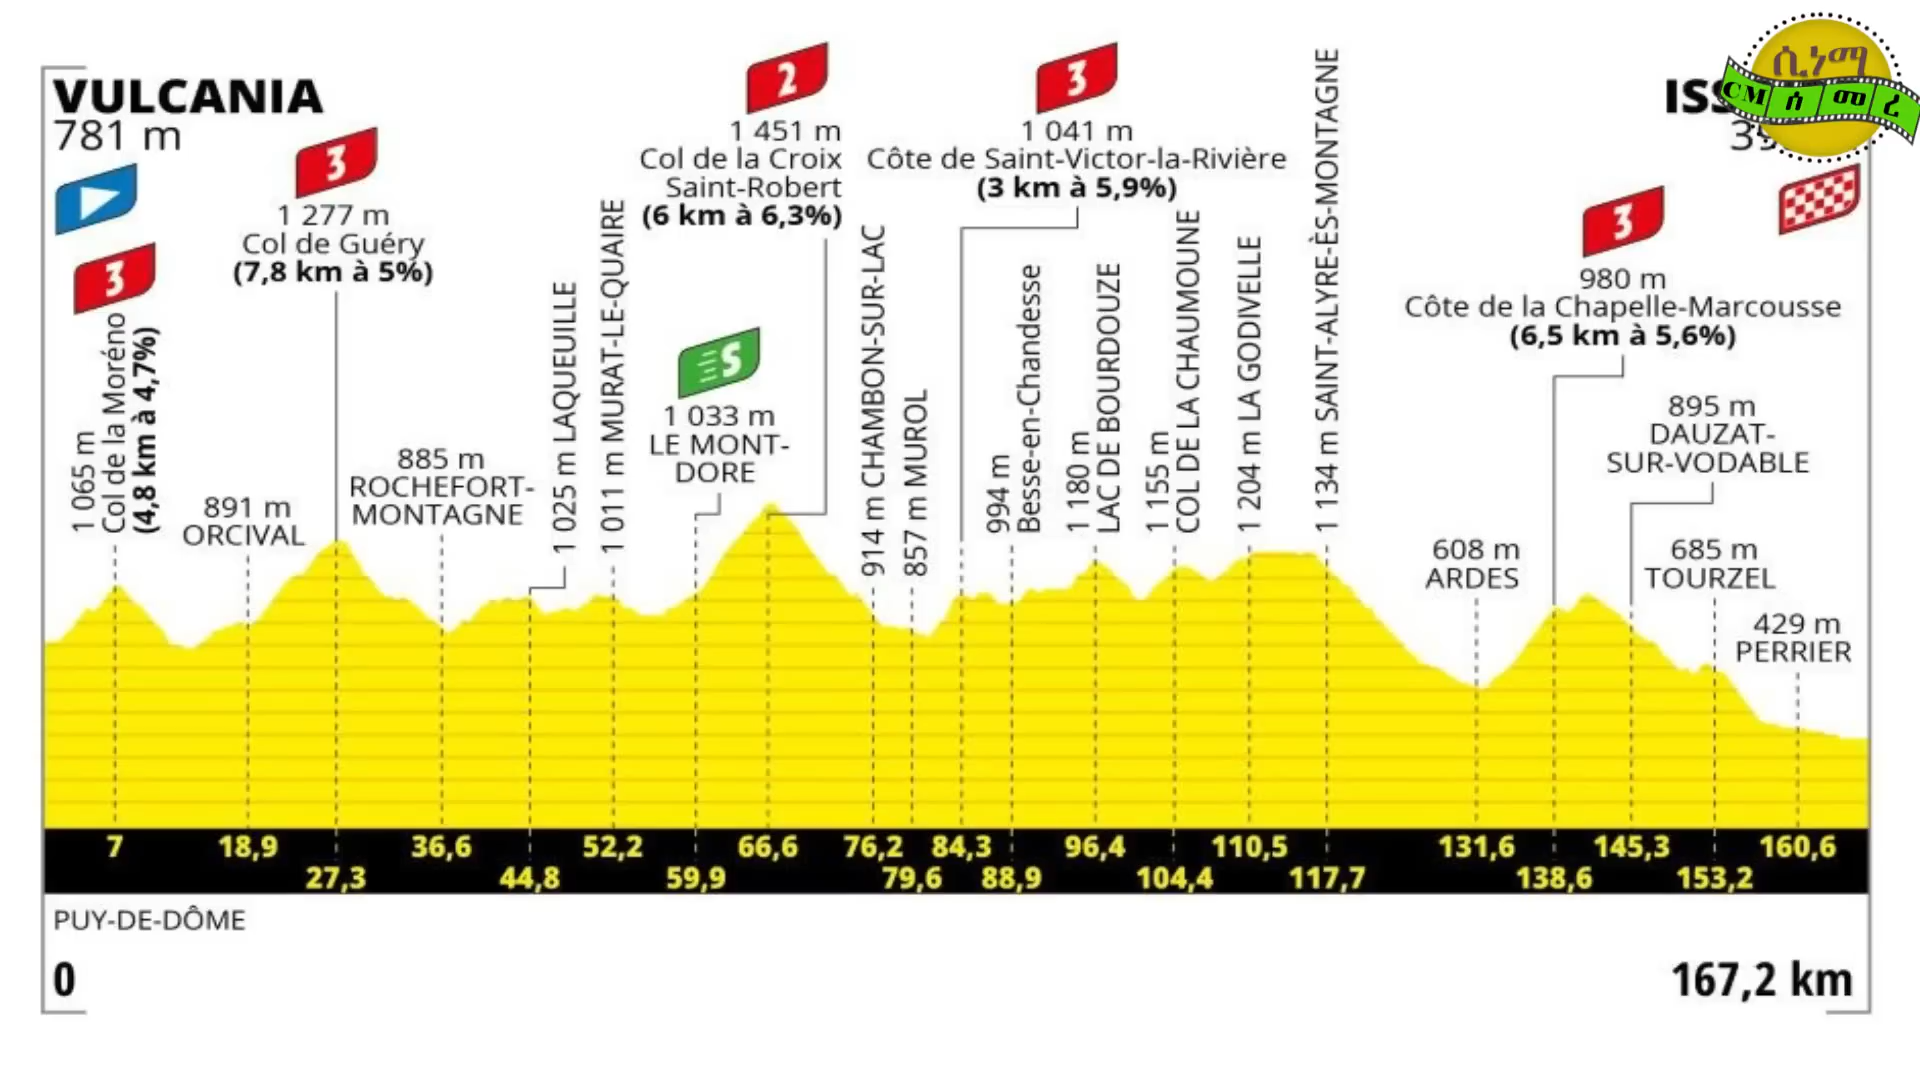 VULCANIA
781 m
3
1 065 m
Col de la Moréno
(4,8 km à 4,7%)
891 m
ORCIVAL
3
1 277 m
Col de Guéry
(7,8 km à 5%)
885 m
ROCHEFORT-
MONTAGNE
1 025 m LAQUEUILLE
1 011 m MURAT-LE-QUAIRE
S
1 033 m
LE MONT-
DORE
2
1 451 m
Col de la Croix
Saint-Robert
(6 km à 6,3%)
914 m CHAMBON-SUR-LAC
857 m MUROL
3
1 041 m
Côte de Saint-Victor-la-Rivière
(3 km à 5,9%)
994 m
Besse-en-Chandesse
1 180 m
LAC DE BOURDOUZE
1 155 m
COL DE LA CHAUMOUNE
1 204 m LA GODIVELLE
1 134 m SAINT-ALYRE-ÈS-MONTAGNE
608 m
ARDES
3
980 m
Côte de la Chapelle-Marcousse
(6,5 km à 5,6%)
895 m
DAUZAT-
SUR-VODABLE
685 m
TOURZEL
429 m
PERRIER
ሲኒማ
CM ሰ መ ረ
7 18,9 36,6 52,2 66,6 76,2 84,3 96,4 110,5 131,6 145,3 160,6
27,3 44,8 59,9 79,6 88,9 104,4 117,7 138,6 153,2
PUY-DE-DÔME
0
167,2 km